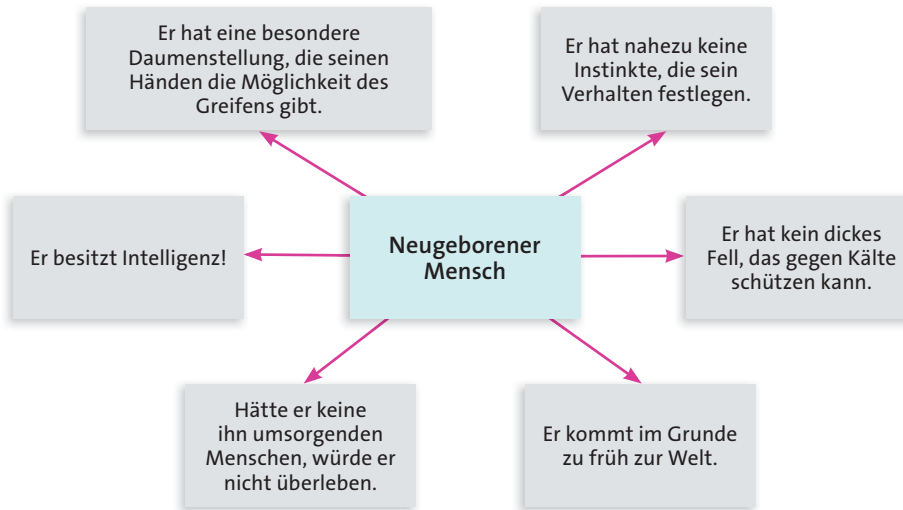 Er hat eine besondere
Daumenstellung, die seinen
Händen die Möglichkeit des
Greifens gibt.
Er hat nahezu keine
Instinkte, die sein
Verhalten festlegen.
Er besitzt Intelligenz!
Neugeborener
Mensch
Er hat kein dickes
Fell, das gegen Kälte
schützen kann.
Hätte er keine
ihn umsorgenden
Menschen, würde er
nicht überleben.
Er kommt im Grunde
zu früh zur Welt.